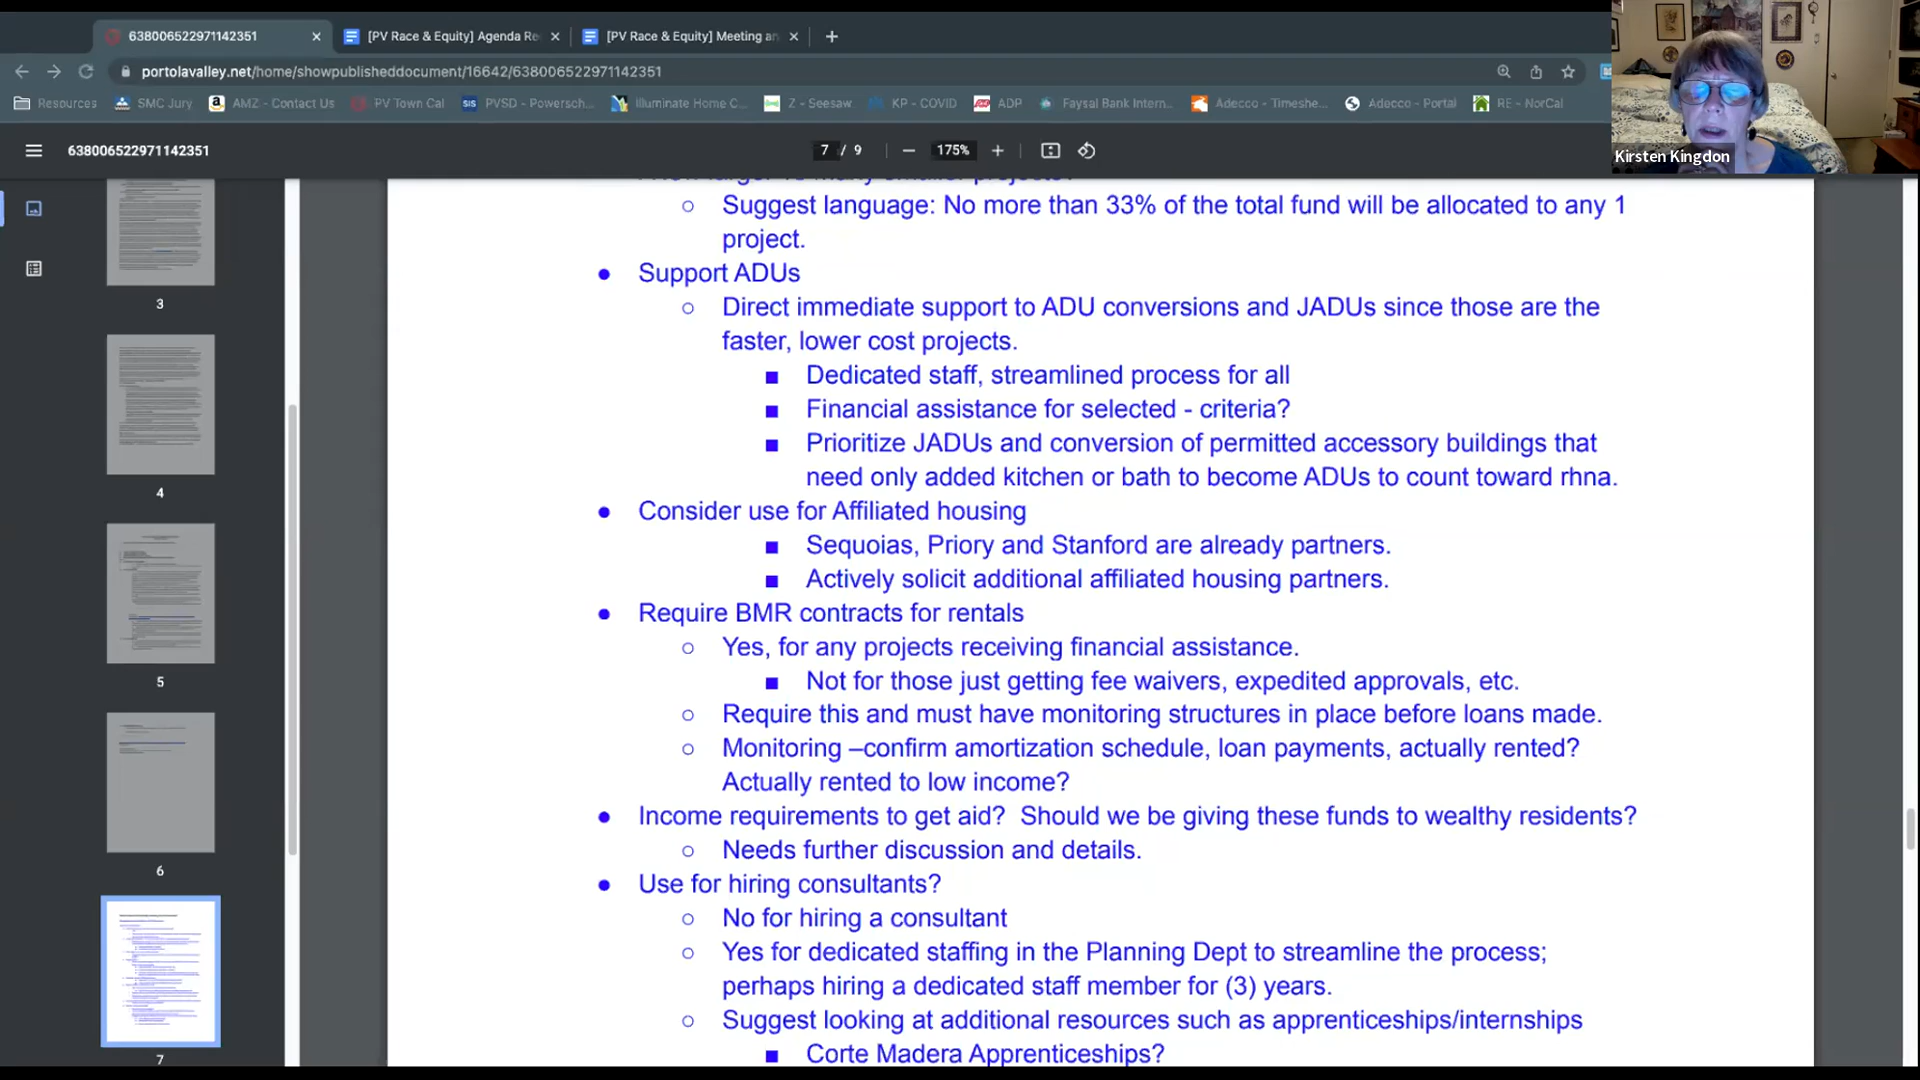 638006522971142351
[PV Race & Equity] Agenda Re
[PV Race & Equity] Meeting an
portolavalley.net/home/showpublisheddocument/16642/638006522971142351
Resources
SMC Jury
AMZ - Contact Us
PV Town Cal
SIS
PVSD - Powersch...
Illuminate Home C...
Z - Seesaw
KP - COVID
ADP
Faysal Bank Intern...
Adecco - Timeshe...
Adecco - Portal
RE - NorCal
Kirsten Kingdon
638006522971142351
7 / 9
175%
3
4
5
6
7
○ Suggest language: No more than 33% of the total fund will be allocated to any 1
project.
● Support ADUs
○ Direct immediate support to ADU conversions and JADUs since those are the
faster, lower cost projects.
■ Dedicated staff, streamlined process for all
■ Financial assistance for selected - criteria?
■ Prioritize JADUs and conversion of permitted accessory buildings that
need only added kitchen or bath to become ADUs to count toward rhna.
● Consider use for Affiliated housing
■ Sequoias, Priory and Stanford are already partners.
■ Actively solicit additional affiliated housing partners.
● Require BMR contracts for rentals
○ Yes, for any projects receiving financial assistance.
■ Not for those just getting fee waivers, expedited approvals, etc.
○ Require this and must have monitoring structures in place before loans made.
○ Monitoring –confirm amortization schedule, loan payments, actually rented?
Actually rented to low income?
● Income requirements to get aid?  Should we be giving these funds to wealthy residents?
○ Needs further discussion and details.
● Use for hiring consultants?
○ No for hiring a consultant
○ Yes for dedicated staffing in the Planning Dept to streamline the process;
perhaps hiring a dedicated staff member for (3) years.
○ Suggest looking at additional resources such as apprenticeships/internships
■ Corte Madera Apprenticeships?